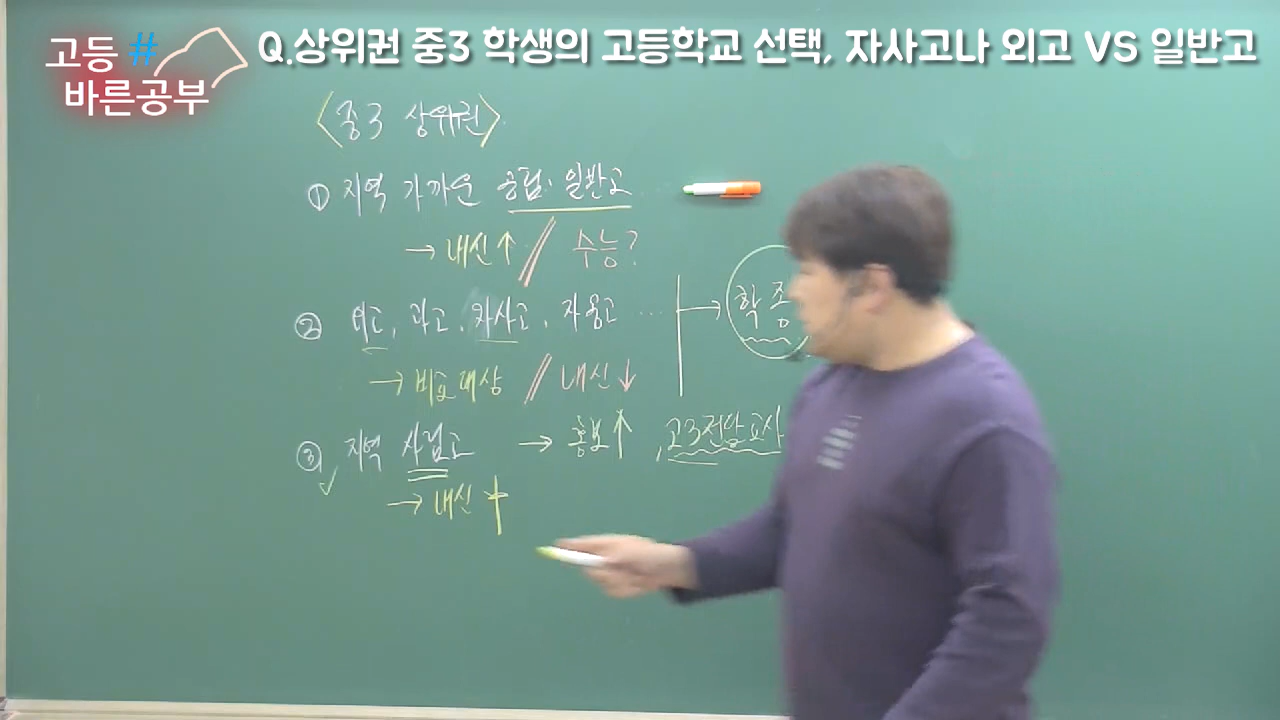 고등 #
바른공부
Q.상위권 중3 학생의 고등학교 선택, 자사고나 외고 VS 일반고
<중3 상위권>
① 지역 가까운 공립·일반고
→ 내신↑ // 수능?
② 외고, 과고, 자사고, 자공고 ...
→ 학종
→ 비교대상 // 내신↓
③ 지역 사립고 → 홍보↑, 고3전담교사
→ 내신